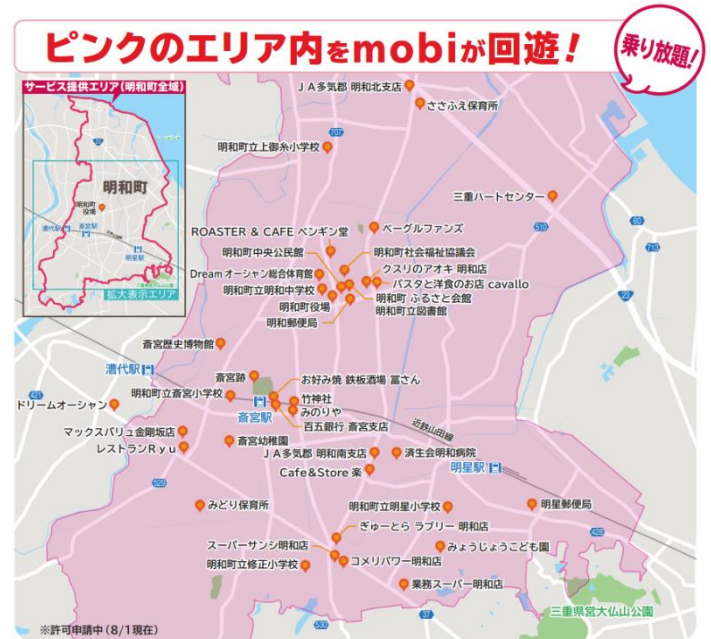 ピンクのエリア内をmobiが回遊!
乗り放題!
サービス提供エリア(明和町全域)
明和町
明和町
役場
漕代駅
斎宮駅
明星駅
拡大表示エリア
JA多気郡 明和北支店
ささふえ保育所
707
明和町立上御糸小学校
三重ハートセンター
60
510
713
ROASTER & CAFE ペンギン堂
ベーグルファンズ
明和町中央公民館
明和町社会福祉協議会
クスリのアオキ 明和店
Dreamオーシャン総合体育館
パスタと洋食のお店 cavallo
明和町立明和中学校
明和町 ふるさと会館
明和町役場
明和町立図書館
明和郵便局
23
斎宮歴史博物館
漕代駅
斎宮跡
お好み焼 鉄板酒場 冨さん
明和町立斎宮小学校
421
ドリームオーシャン
竹神社
斎宮駅
みのりや
百五銀行 斎宮支店
近鉄山田線
マックスバリュ金剛坂店
斎宮幼稚園
レストランRyu
JA多気郡 明和南支店
済生会明和病院
明星駅
Cafe&Store 楽
529
みどり保育所
明和町立明星小学校
明星郵便局
ぎゅーとら ラブリー 明和店
428
スーパーサンシ明和店
みょうじょうこども園
明和町立修正小学校
コメリパワー明和店
業務スーパー明和店
三重県営大仏山公園
37
530
※許可申請中(8/1現在)